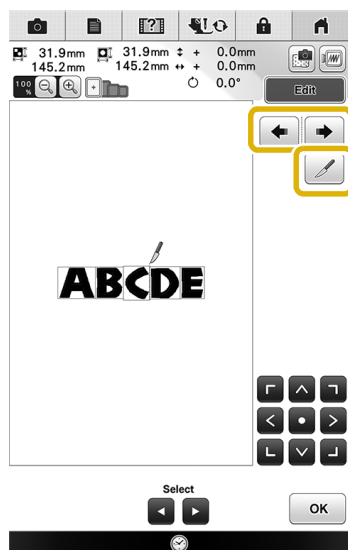 31.9mm 31.9mm + 0.0mm
145.2mm 145.2mm + 0.0mm
100 % 0.0°
Edit
ABCDE
Select
OK